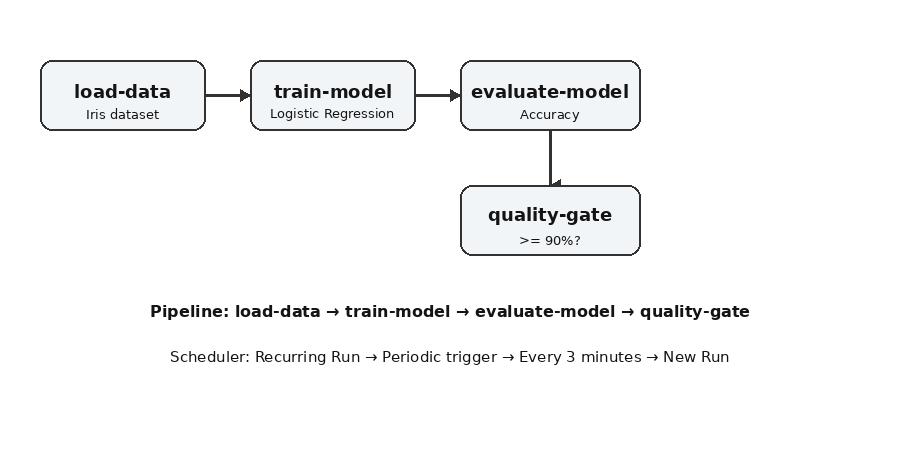 load-data
Iris dataset
train-model
Logistic Regression
evaluate-model
Accuracy
quality-gate
>= 90%?
Pipeline: load-data → train-model → evaluate-model → quality-gate
Scheduler: Recurring Run → Periodic trigger → Every 3 minutes → New Run